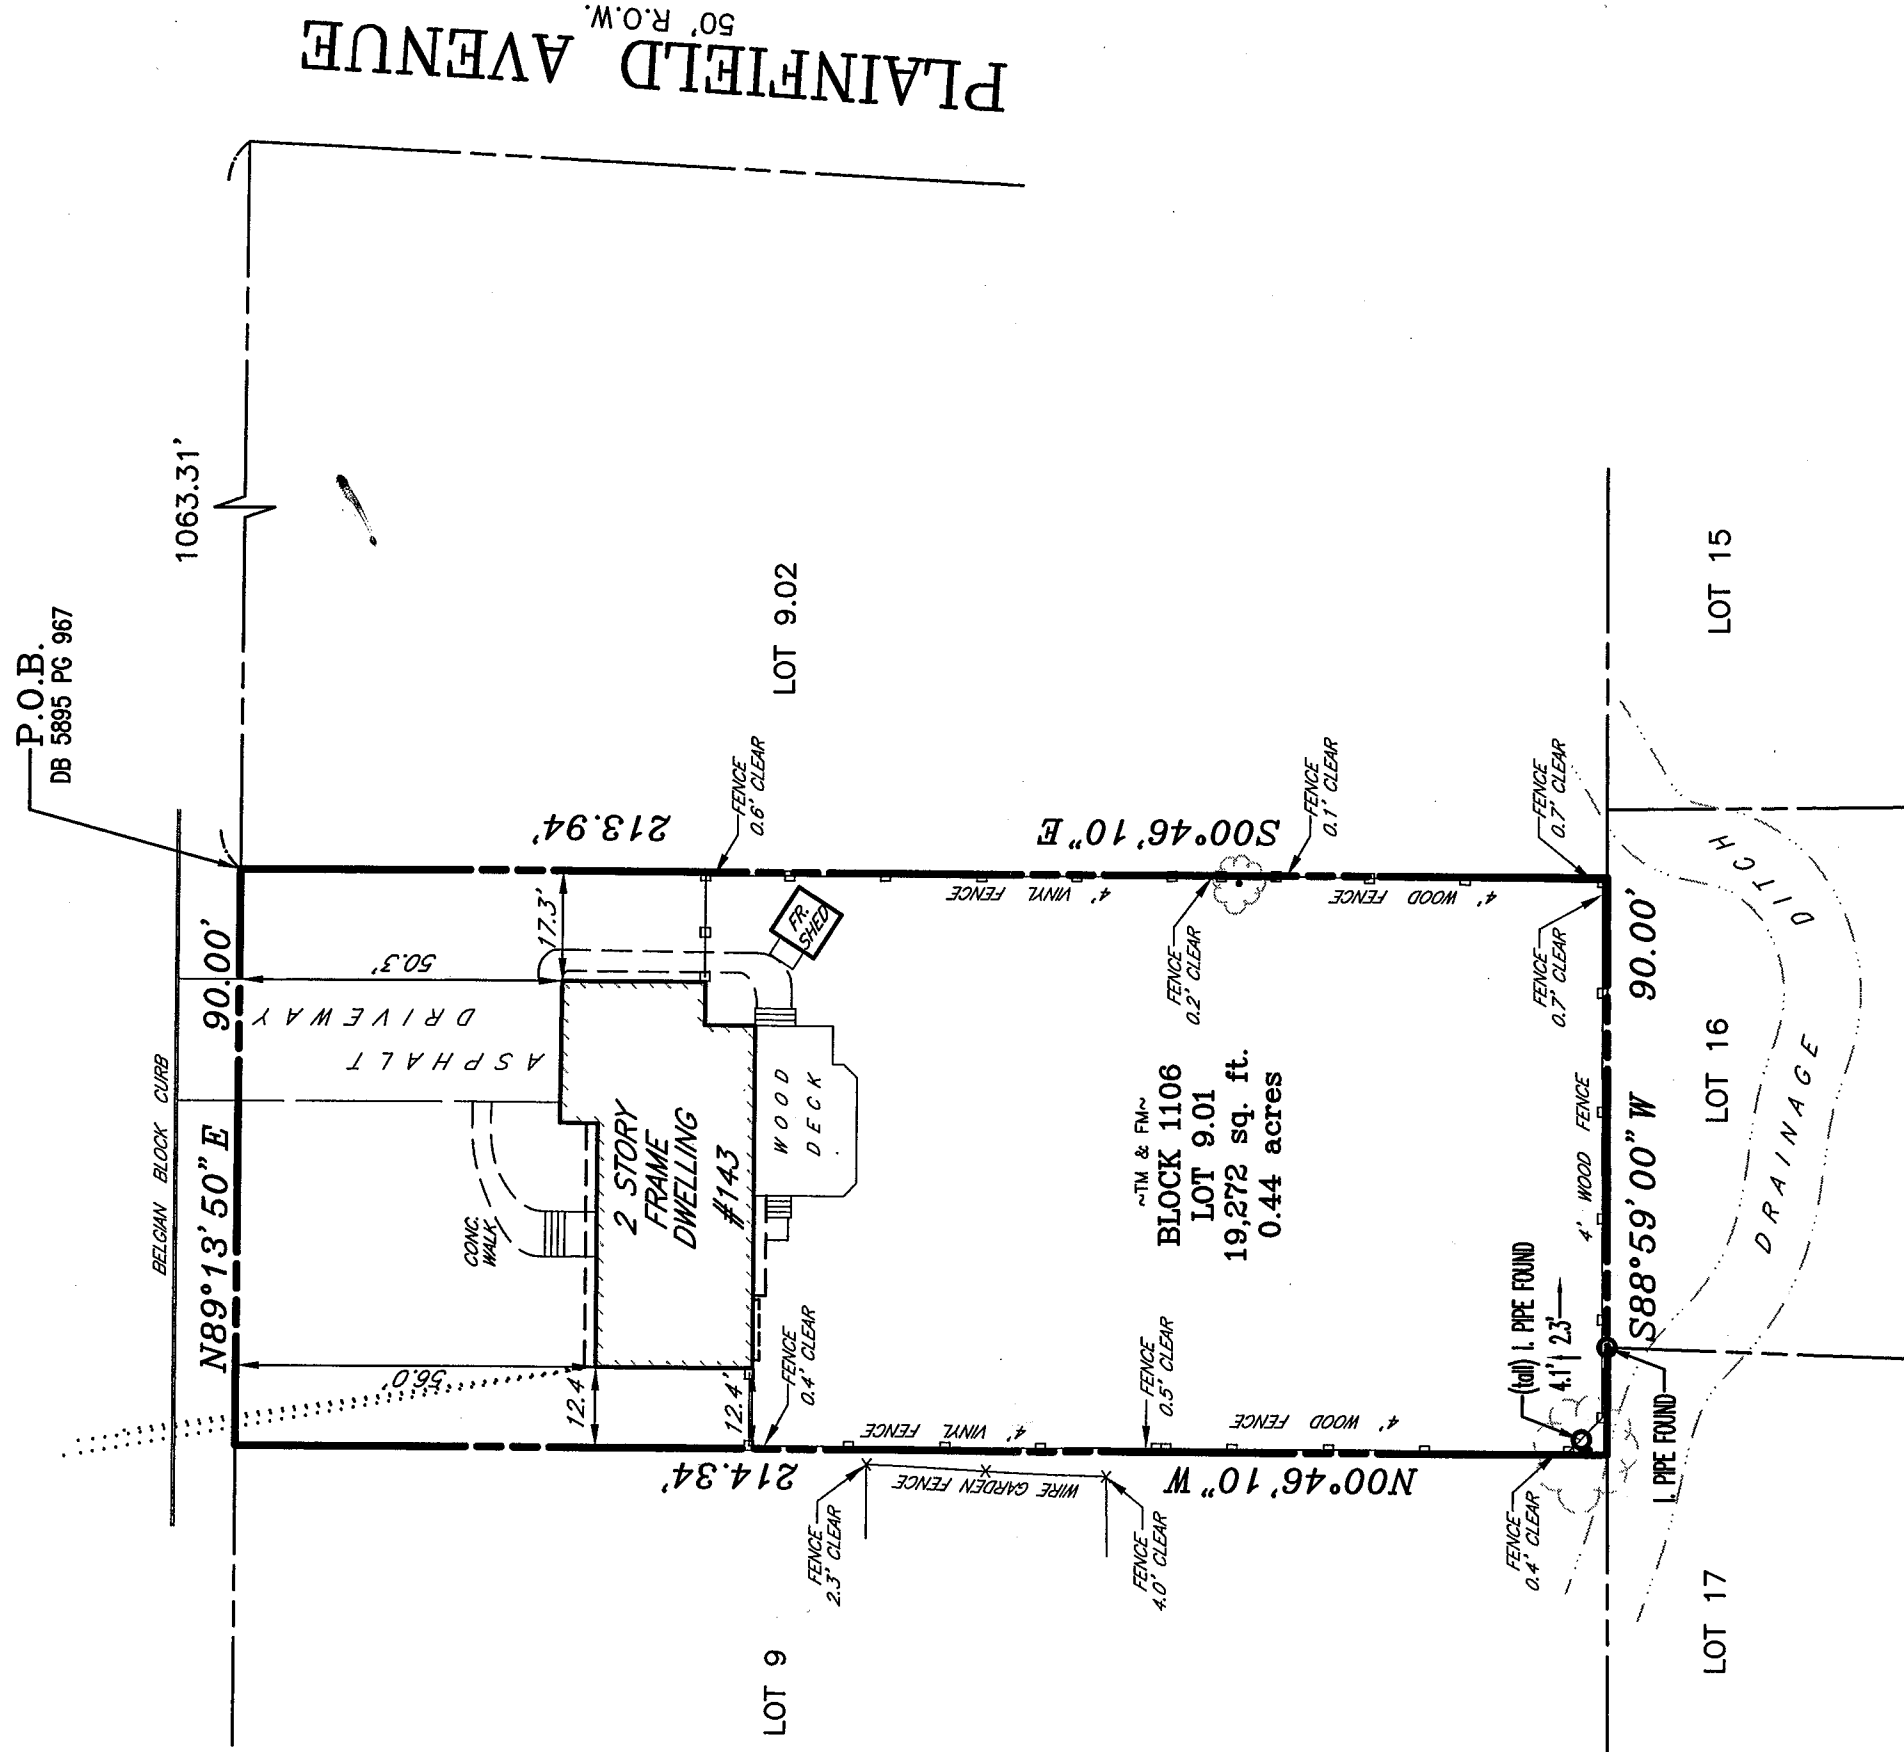 PLAINFIELD AVENUE
50' R.O.W.
P.O.B.
DB 5895 PG 967
1063.31'
BELGIAN BLOCK CURB
N89°13'50"E 90.00'
213.94'
S00°46'10"E
50.3'
56.0'
17.3'
12.4'
12.4'
ASPHALT
DRIVEWAY
CONC.
WALK
2 STORY
FRAME
DWELLING
#143
WOOD
DECK
FR.
SHED
LOT 9.02
FENCE
0.6' CLEAR
4' VINYL FENCE
FENCE
0.2' CLEAR
FENCE
0.1' CLEAR
4' WOOD FENCE
FENCE
0.7' CLEAR
FENCE
0.7' CLEAR
~TM & FM~
BLOCK 1106
LOT 9.01
19,272 sq. ft.
0.44 acres
FENCE
0.4' CLEAR
4' VINYL FENCE
FENCE
0.5' CLEAR
4' WOOD FENCE
214.34'
N00°46'10"W
WIRE GARDEN FENCE
FENCE
2.3' CLEAR
FENCE
4.0' CLEAR
FENCE
0.4' CLEAR
(tall) I. PIPE FOUND
4.1' 2.3'
I. PIPE FOUND
4' WOOD FENCE
S88°59'00"W 90.00'
LOT 9
LOT 15
LOT 16
LOT 17
DRAINAGE DITCH